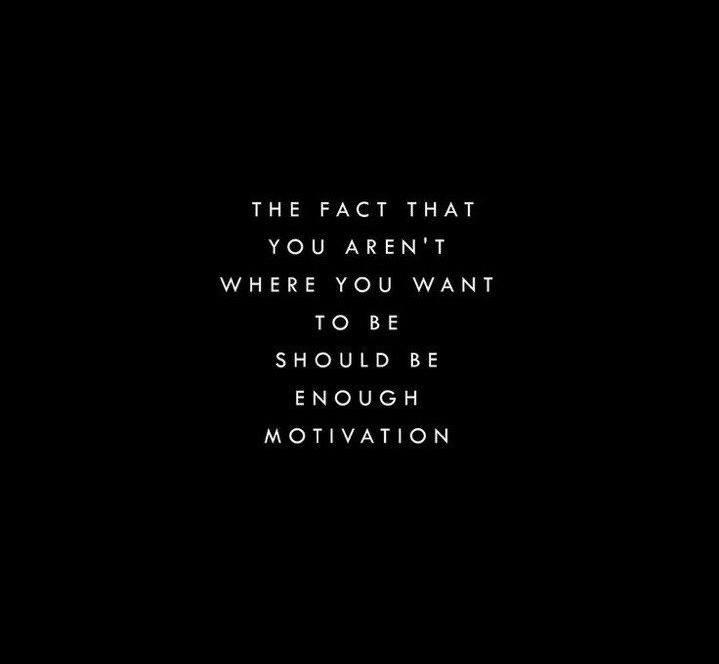 THE FACT THAT
YOU AREN'T
WHERE YOU WANT
TO BE
SHOULD BE
ENOUGH
MOTIVATION